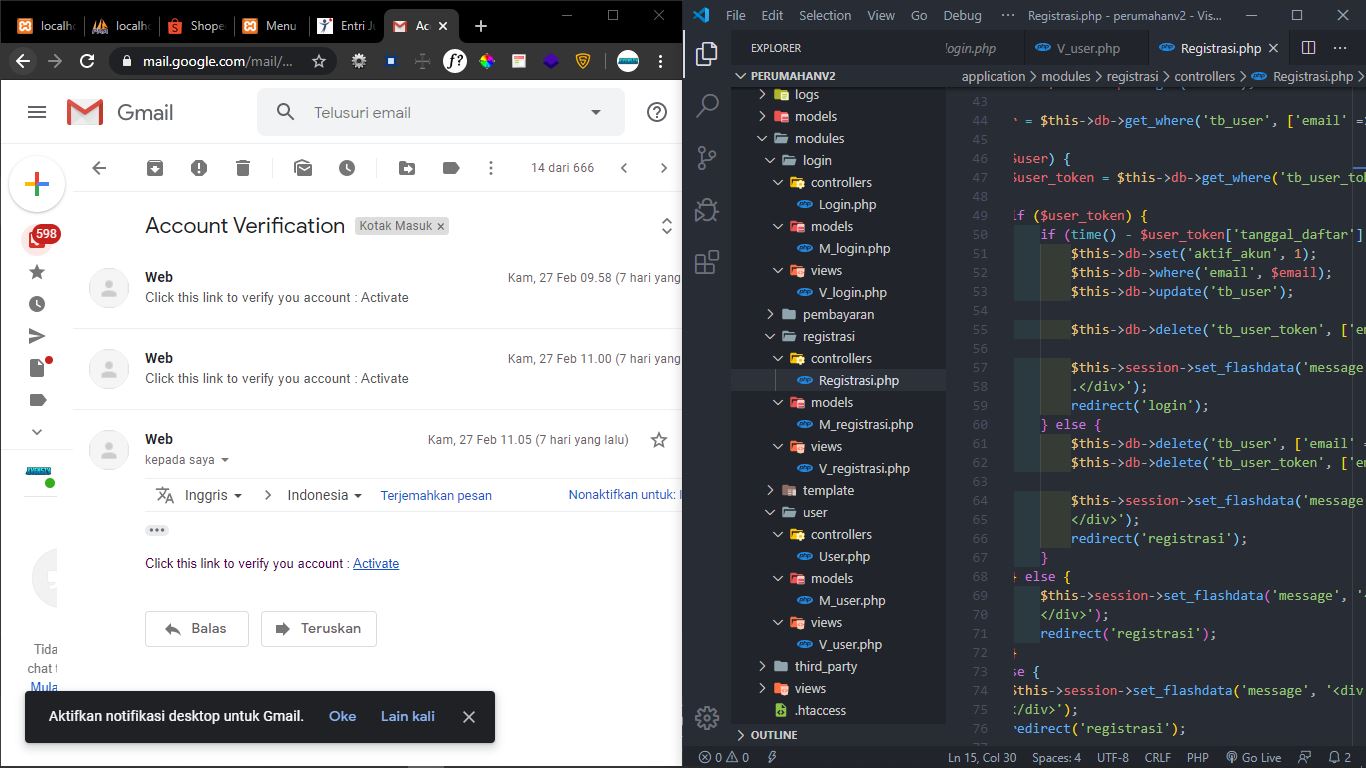 localh
localh
Shope
Menu
Entri Ju
Ac
mail.google.com/mail/...
Gmail
Telusuri email
14 dari 666
598
Account Verification
Kotak Masuk ×
Web
Kam, 27 Feb 09.58 (7 hari yang
Click this link to verify you account : Activate
Web
Kam, 27 Feb 11.00 (7 hari yang
Click this link to verify you account : Activate
Web
Kam, 27 Feb 11.05 (7 hari yang lalu)
kepada saya
Inggris > Indonesia Terjemahkan pesan Nonaktifkan untuk: I
Click this link to verify you account : Activate
Balas
Teruskan
Tida
chat t
Mula
Aktifkan notifikasi desktop untuk Gmail. Oke Lain kali
File Edit Selection View Go Debug ··· Registrasi.php - perumahanv2 - Vis...
EXPLORER
login.php
V_user.php
Registrasi.php
PERUMAHANV2
application > modules > registrasi > controllers > Registrasi.php
logs
models
modules
login
controllers
Login.php
models
M_login.php
views
V_login.php
pembayaran
registrasi
controllers
Registrasi.php
models
M_registrasi.php
views
V_registrasi.php
template
user
controllers
User.php
models
M_user.php
views
V_user.php
third_party
views
.htaccess
OUTLINE
43
44 = $this->db->get_where('tb_user', ['email' =
45
46 $user) {
47 $user_token = $this->db->get_where('tb_user_to
48
49 if ($user_token) {
50 if (time() - $user_token['tanggal_daftar']
51 $this->db->set('aktif_akun', 1);
52 $this->db->where('email', $email);
53 $this->db->update('tb_user');
54
55 $this->db->delete('tb_user_token', ['em
56
57 $this->session->set_flashdata('message
58 .</div>');
59 redirect('login');
60 } else {
61 $this->db->delete('tb_user', ['email' =
62 $this->db->delete('tb_user_token', ['em
63
64 $this->session->set_flashdata('message
65 </div>');
66 redirect('registrasi');
67 }
68 } else {
69 $this->session->set_flashdata('message', '<
70 </div>');
71 redirect('registrasi');
72 }
73 se {
74 $this->session->set_flashdata('message', '<div
75 </div>');
76 redirect('registrasi');
0 0 Ln 15, Col 30 Spaces: 4 UTF-8 CRLF PHP Go Live 2